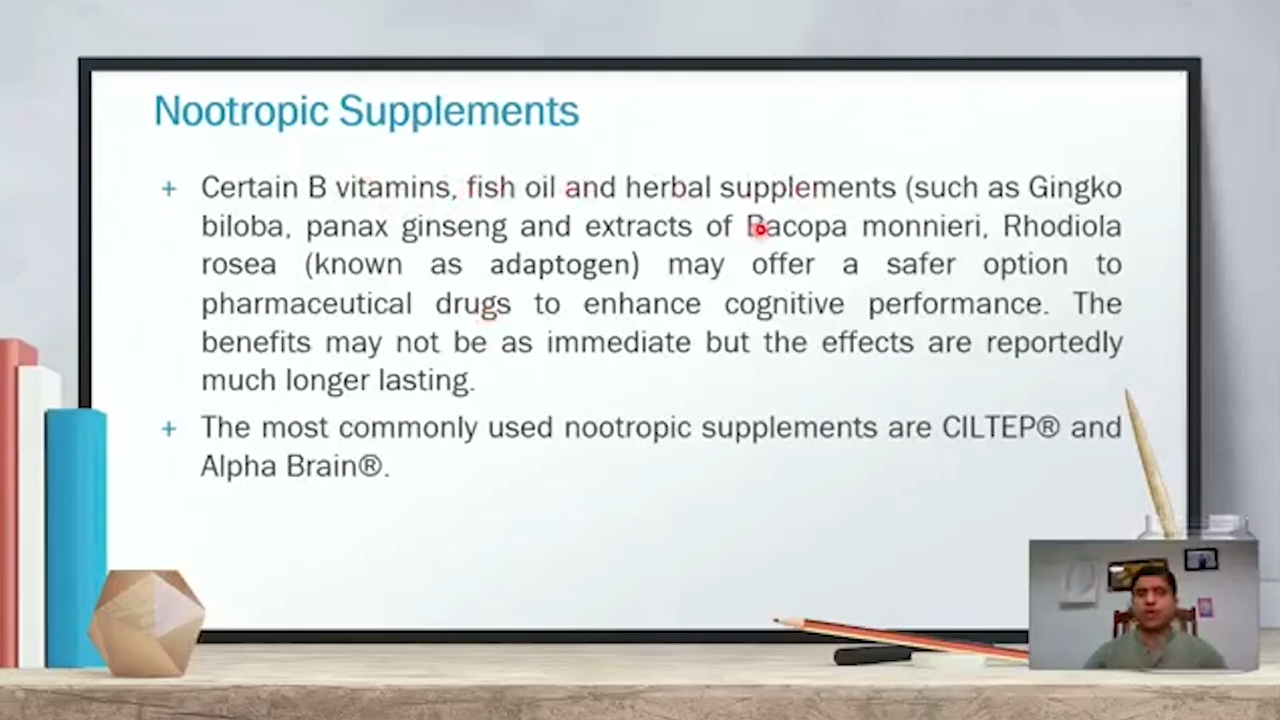 Nootropic Supplements
+ Certain B vitamins, fish oil and herbal supplements (such as Gingko
biloba, panax ginseng and extracts of Bacopa monnieri, Rhodiola
rosea (known as adaptogen) may offer a safer option to
pharmaceutical drugs to enhance cognitive performance. The
benefits may not be as immediate but the effects are reportedly
much longer lasting.
+ The most commonly used nootropic supplements are CILTEP® and
Alpha Brain®.